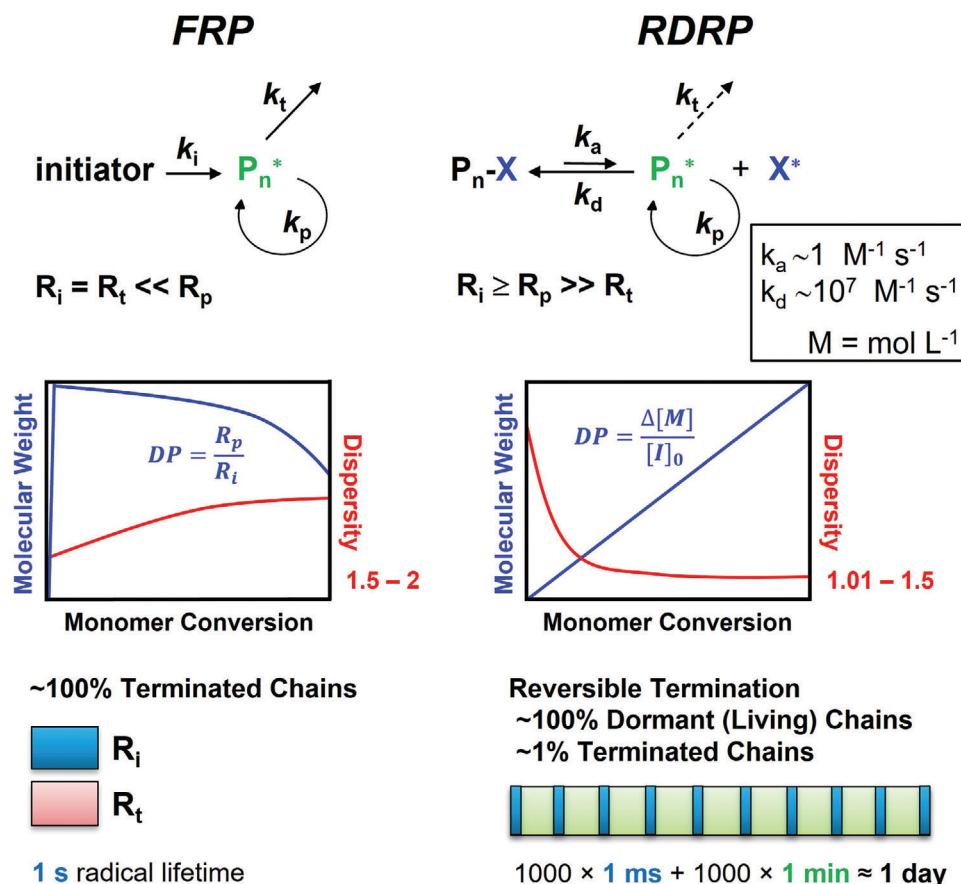 FRP
k_t
initiator
k_i
P_n*
k_p
R_i = R_t << R_p
Molecular Weight
DP = R_p / R_i
Dispersity
1.5 – 2
Monomer Conversion
~100% Terminated Chains
R_i
R_t
1 s radical lifetime
RDRP
k_t
P_n-X
k_a
k_d
P_n* + X*
k_p
R_i ≥ R_p >> R_t
k_a ~1 M⁻¹ s⁻¹
k_d ~10⁷ M⁻¹ s⁻¹
M = mol L⁻¹
Molecular Weight
DP = Δ[M] / [I]₀
Dispersity
1.01 – 1.5
Monomer Conversion
Reversible Termination
~100% Dormant (Living) Chains
~1% Terminated Chains
1000 × 1 ms + 1000 × 1 min ≈ 1 day